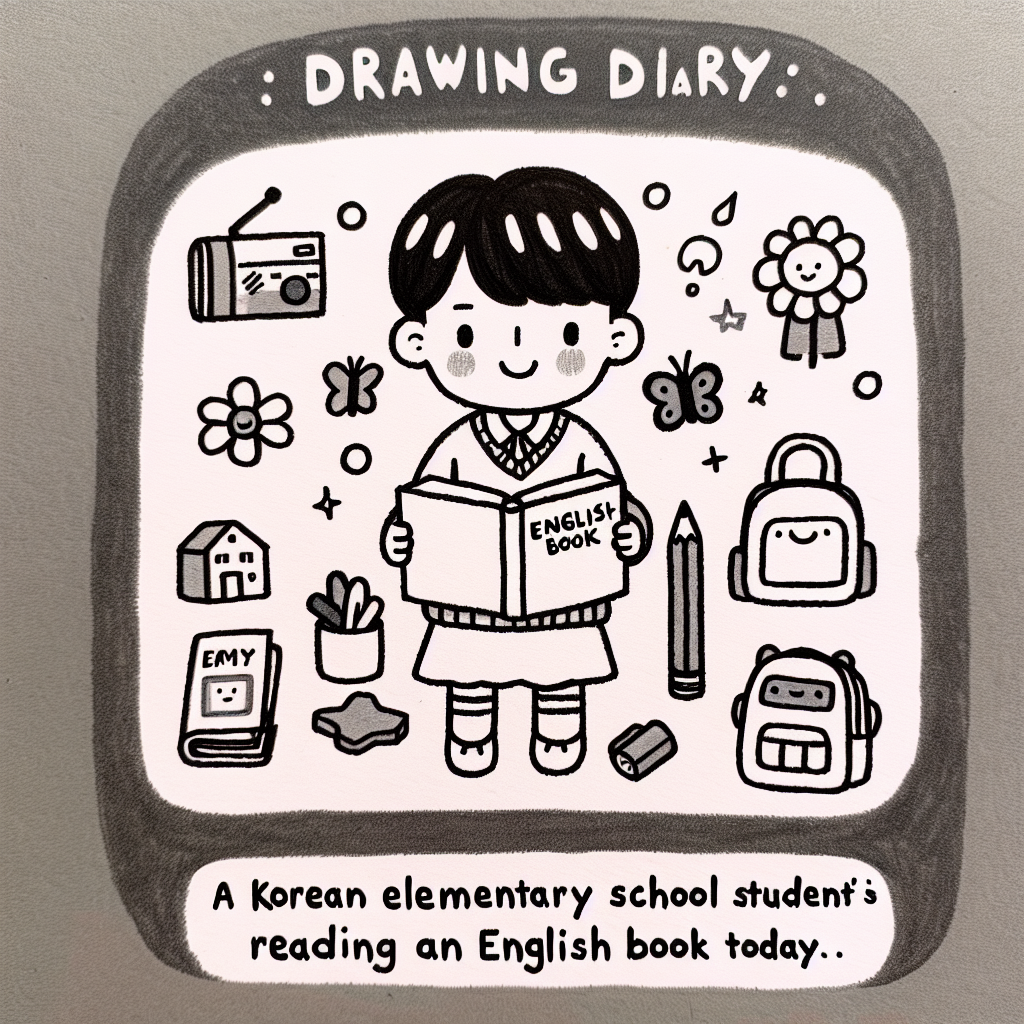 : DRAWING DIARY:.
ENGLISH
BOOK
EMY
A Korean elementary school student's
reading an English book today..